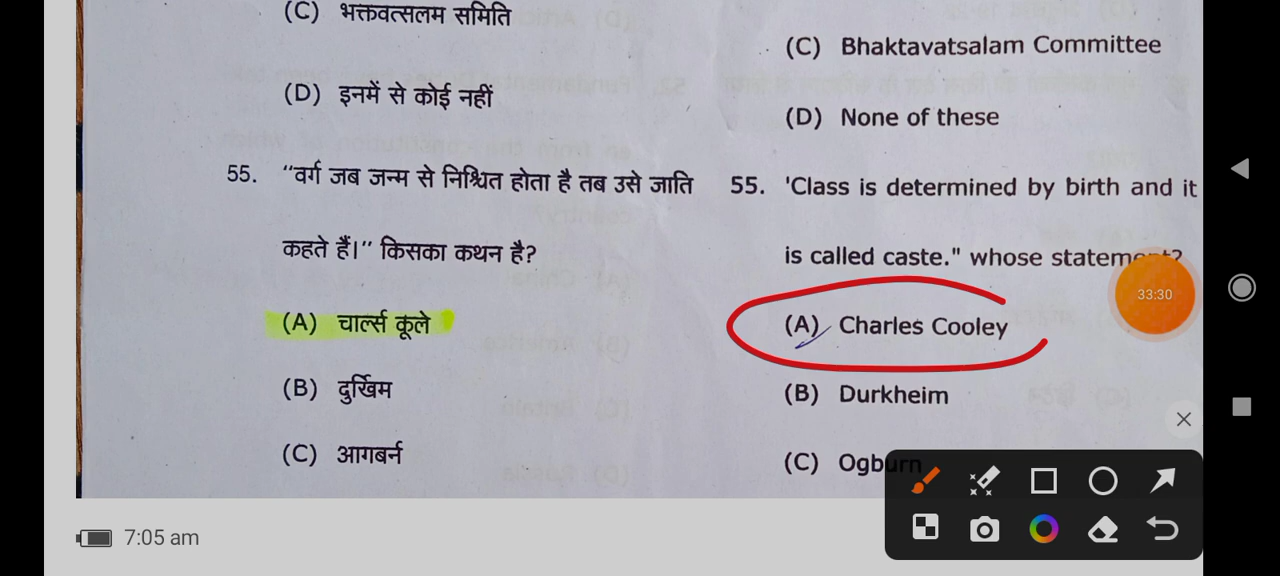 (C) भक्तवत्सलम समिति
(D) इनमें से कोई नहीं
55. "वर्ग जब जन्म से निश्चित होता है तब उसे जाति
कहते हैं।" किसका कथन है?
(A) चार्ल्स कूले
(B) दुर्खिम
(C) आगबर्न
(C) Bhaktavatsalam Committee
(D) None of these
55. 'Class is determined by birth and it
is called caste." whose statement?
(A) Charles Cooley
(B) Durkheim
(C) Ogburn
33:30
7:05 am